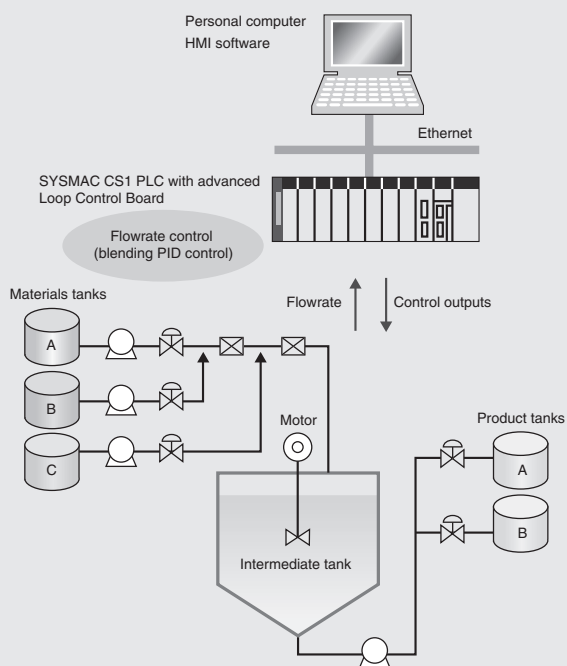 Personal computer
HMI software
Ethernet
SYSMAC CS1 PLC with advanced
Loop Control Board
Flowrate control
(blending PID control)
Flowrate
Control outputs
Materials tanks
A
B
C
Motor
Product tanks
A
B
Intermediate tank